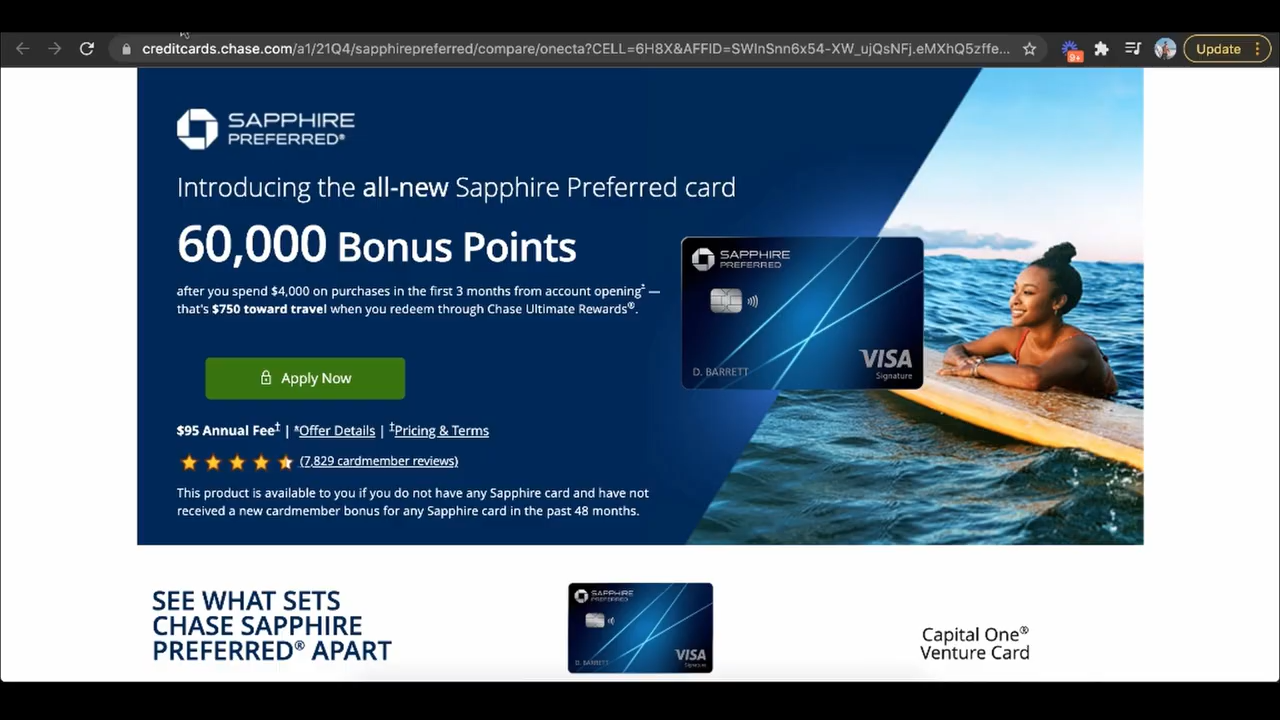 creditcards.chase.com/a1/21Q4/sapphirepreferred/compare/onecta?CELL=6H8X&AFFID=SWInSnn6x54-XW_ujQsNFj.eMXhQ5zffe...
9+
Update
SAPPHIRE
PREFERRED®
Introducing the all-new Sapphire Preferred card
60,000 Bonus Points
after you spend $4,000 on purchases in the first 3 months from account opening‡ —
that's $750 toward travel when you redeem through Chase Ultimate Rewards®.
Apply Now
$95 Annual Fee† | *Offer Details | ‡Pricing & Terms
(7,829 cardmember reviews)
This product is available to you if you do not have any Sapphire card and have not
received a new cardmember bonus for any Sapphire card in the past 48 months.
SAPPHIRE
PREFERRED
D. BARRETT
VISA
Signature
SEE WHAT SETS
CHASE SAPPHIRE
PREFERRED® APART
SAPPHIRE
PREFERRED
D. BARRETT
VISA
Signature
Capital One®
Venture Card